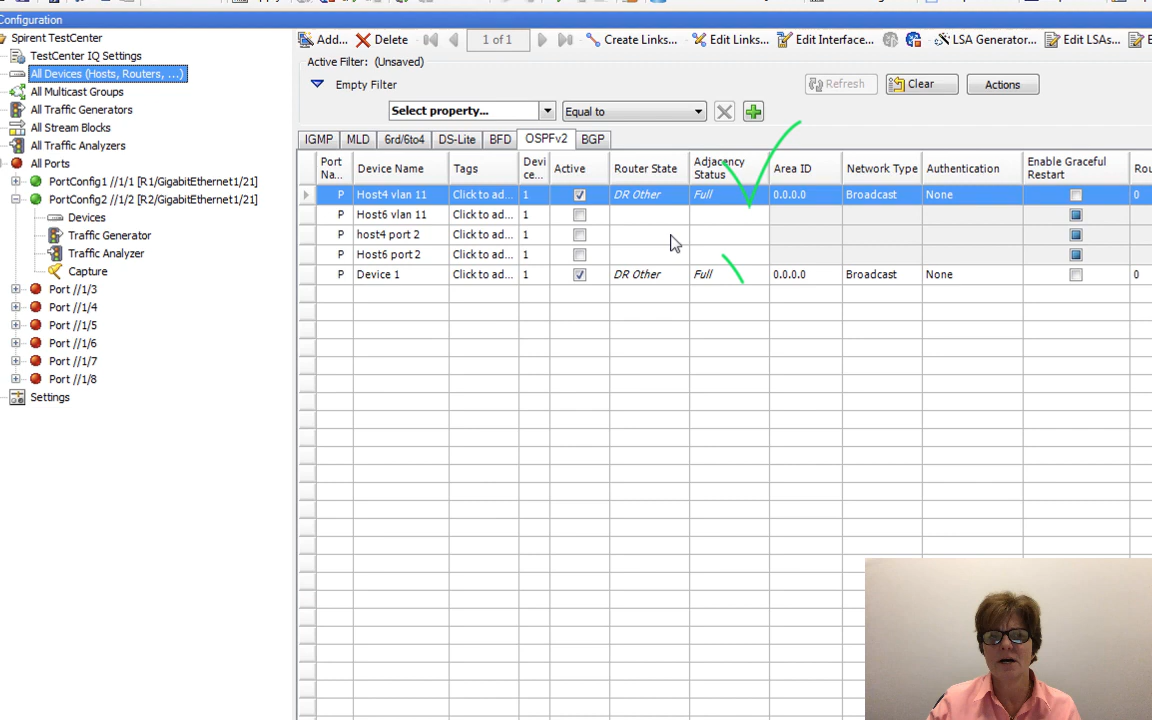 Configuration
Spirent TestCenter
TestCenter IQ Settings
All Devices (Hosts, Routers, ...)
All Multicast Groups
All Traffic Generators
All Stream Blocks
All Traffic Analyzers
All Ports
PortConfig1 //1/1 [R1/GigabitEthernet1/21]
PortConfig2 //1/2 [R2/GigabitEthernet1/21]
Devices
Traffic Generator
Traffic Analyzer
Capture
Port //1/3
Port //1/4
Port //1/5
Port //1/6
Port //1/7
Port //1/8
Settings
Add... Delete 1 of 1 Create Links... Edit Links... Edit Interface... LSA Generator... Edit LSAs...
Active Filter: (Unsaved)
Empty Filter Refresh Clear Actions
Select property... Equal to
IGMP MLD 6rd/6to4 DS-Lite BFD OSPFv2 BGP
Port Na... Device Name Tags Devi ce... Active Router State Adjacency Status Area ID Network Type Authentication Enable Graceful Restart Rou
P Host4 vlan 11 Click to ad... 1 DR Other Full 0.0.0.0 Broadcast None 0
P Host6 vlan 11 Click to ad... 1
P host4 port 2 Click to ad... 1
P Host6 port 2 Click to ad... 1
P Device 1 Click to ad... 1 DR Other Full 0.0.0.0 Broadcast None 0